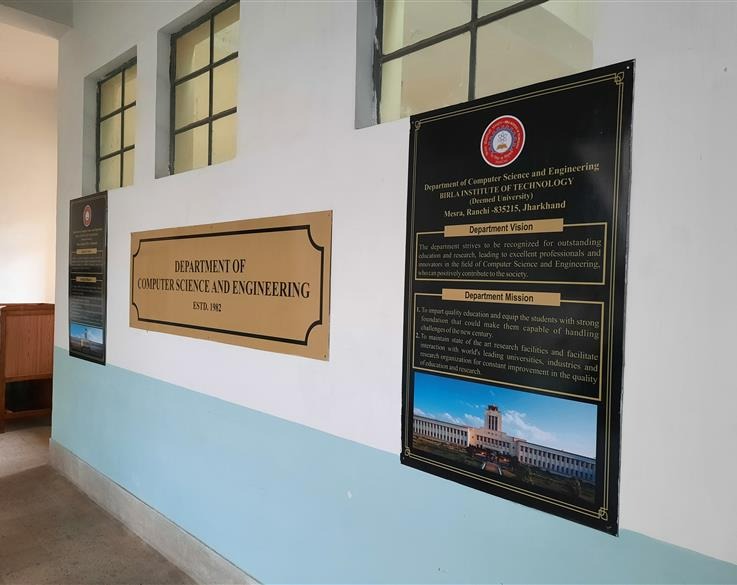 DEPARTMENT OF
COMPUTER SCIENCE AND ENGINEERING
ESTD. 1982
Department of Computer Science and Engineering
BIRLA INSTITUTE OF TECHNOLOGY
(Deemed University)
Mesra, Ranchi -835215, Jharkhand
Department Vision
The department strives to be recognized for outstanding
education and research, leading to excellent professionals and
innovators in the field of Computer Science and Engineering,
who can positively contribute to the society.
Department Mission
1. To impart quality education and equip the students with strong
foundation that could make them capable of handling
challenges of the new century.
2. To maintain state of the art research facilities and facilitate
interaction with world's leading universities, industries and
research organization for constant improvement in the quality
of education and research.